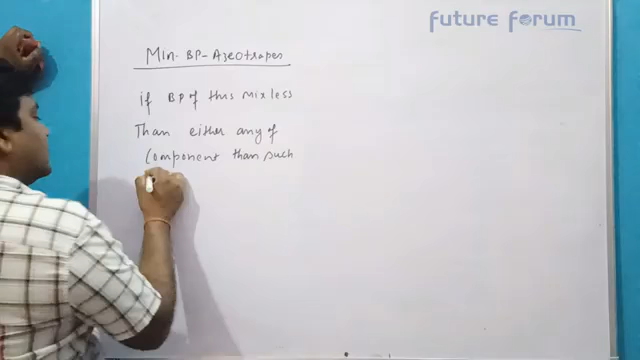 future forum
Min. BP - Azeotropes
if BP of this mix less
Than either any of
Component than such